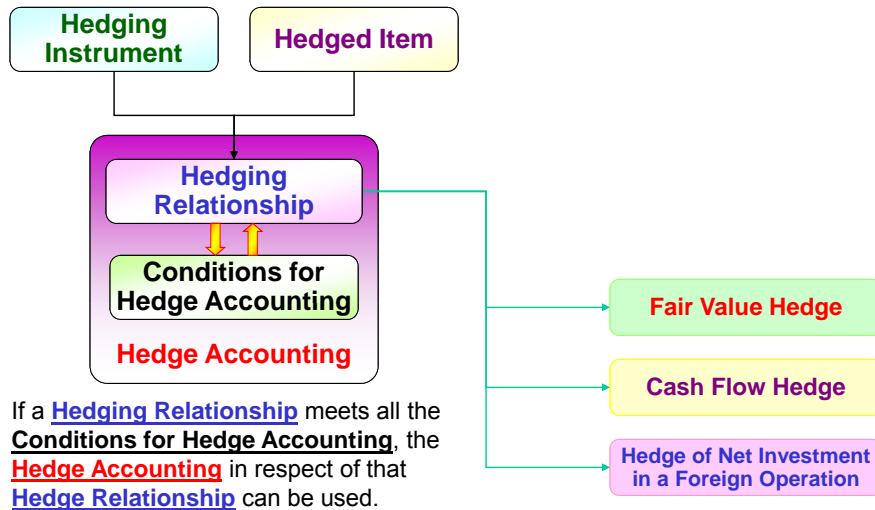 Hedging
Instrument
Hedged Item
Hedging
Relationship
Conditions for
Hedge Accounting
Hedge Accounting
If a Hedging Relationship meets all the
Conditions for Hedge Accounting, the
Hedge Accounting in respect of that
Hedge Relationship can be used.
Fair Value Hedge
Cash Flow Hedge
Hedge of Net Investment
in a Foreign Operation